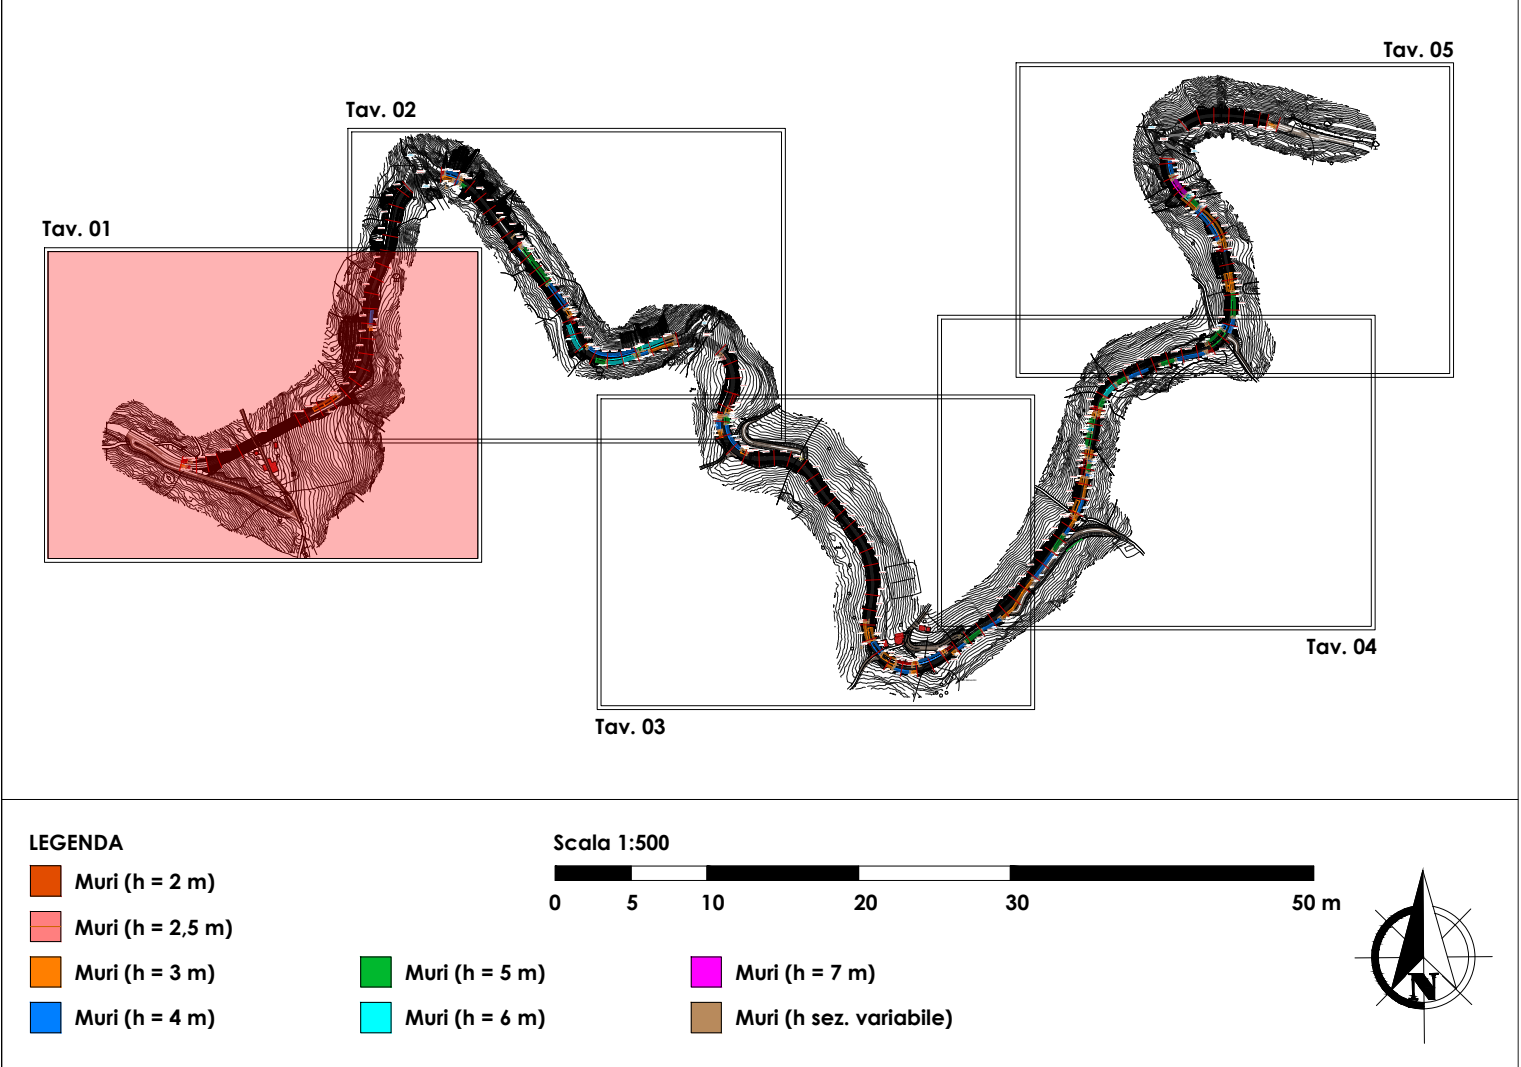 Tav. 05
Tav. 02
Tav. 01
Tav. 04
Tav. 03
LEGENDA
Muri (h = 2 m)
Muri (h = 2,5 m)
Muri (h = 3 m)
Muri (h = 4 m)
Muri (h = 5 m)
Muri (h = 6 m)
Muri (h = 7 m)
Muri (h sez. variabile)
Scala 1:500
0 5 10 20 30 50 m
N